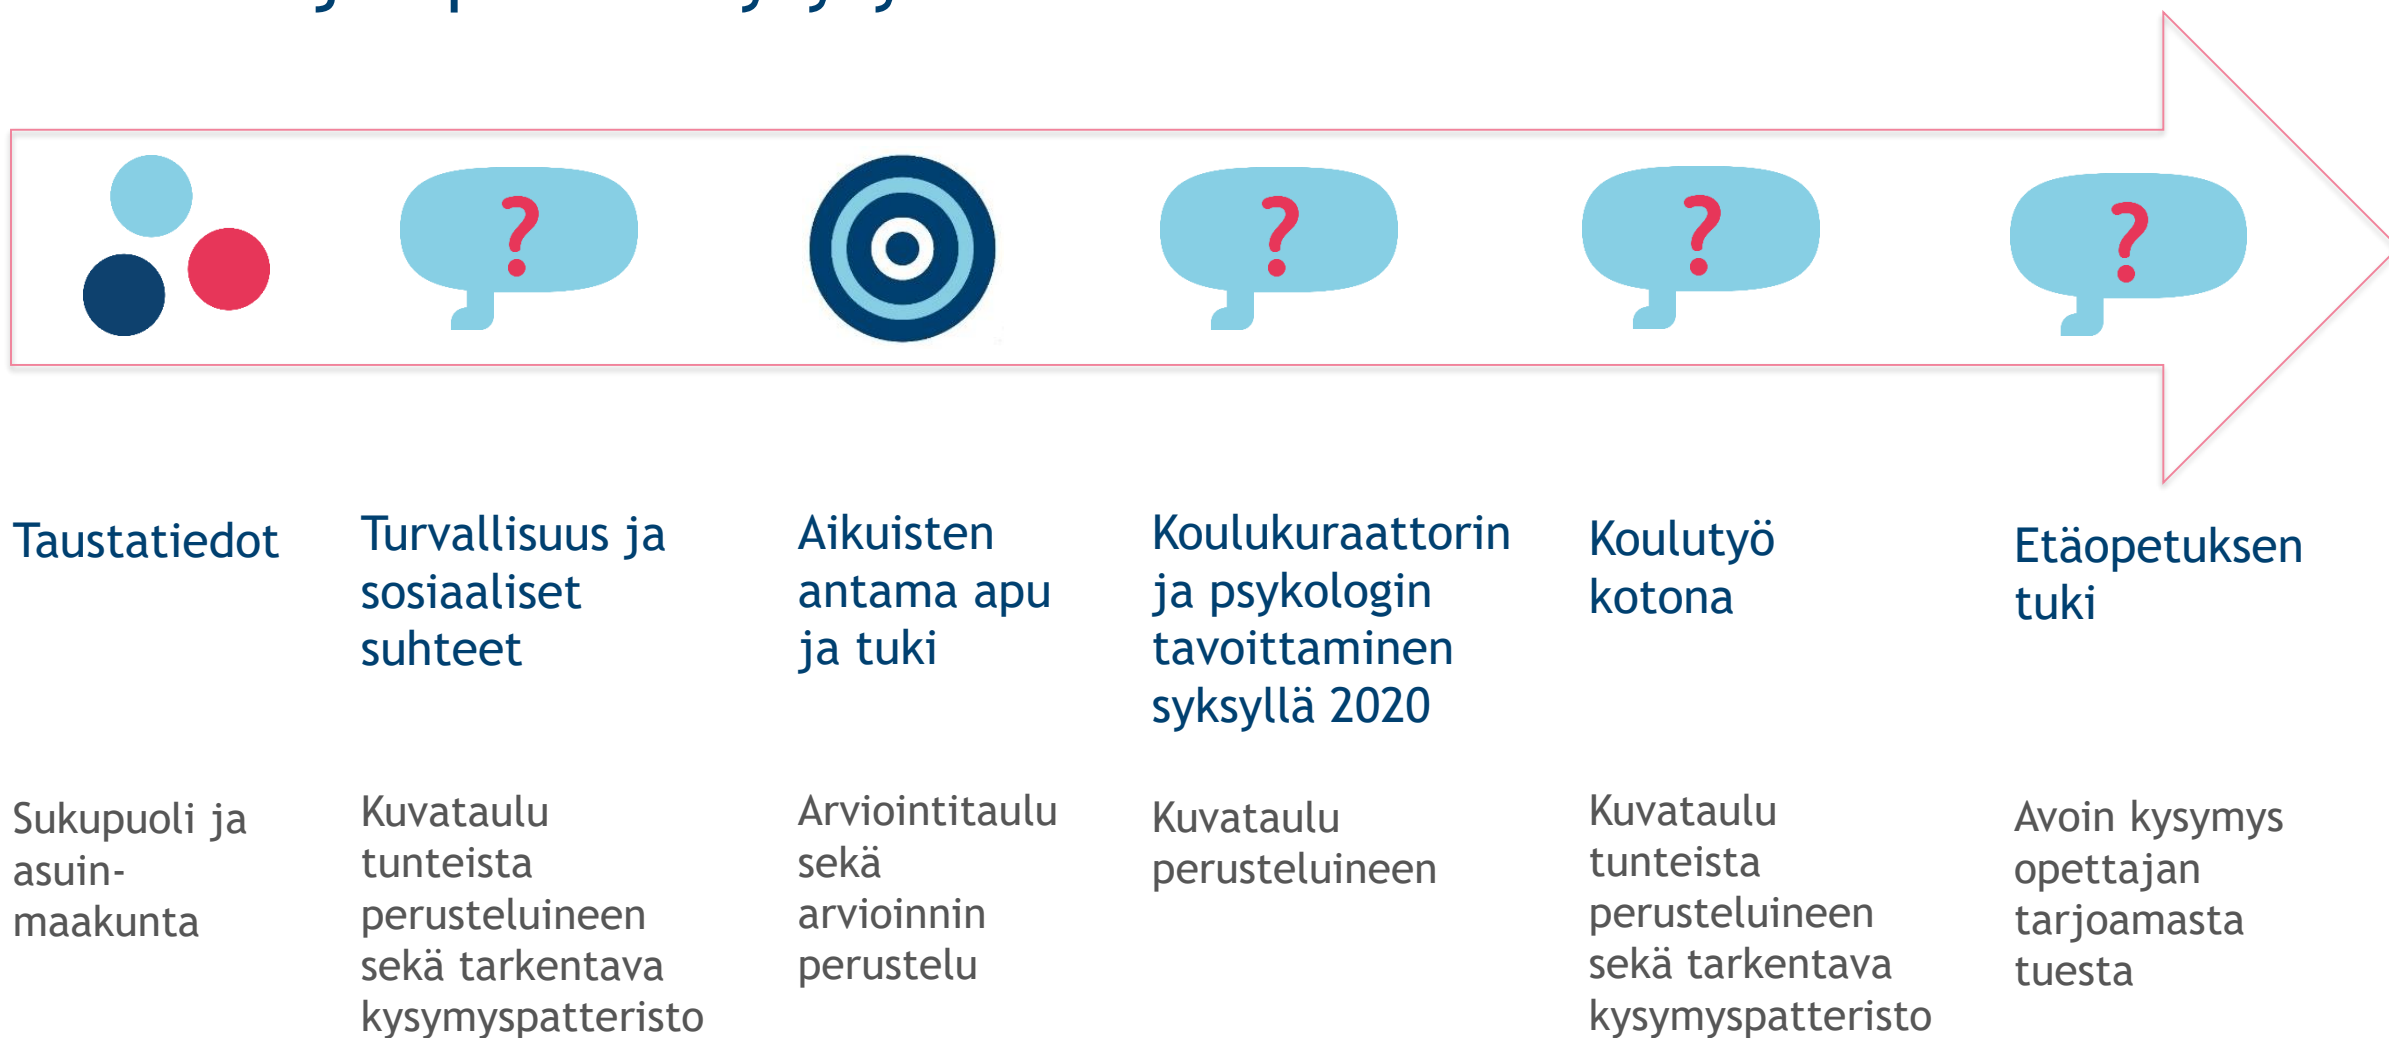 ?
?
?
?
Taustatiedot
Turvallisuus ja
sosiaaliset
suhteet
Aikuisten
antama apu
ja tuki
Koulukuraattorin
ja psykologin
tavoittaminen
syksyllä 2020
Koulutyö
kotona
Etäopetuksen
tuki
Sukupuoli ja
asuin-
maakunta
Kuvataulu
tunteista
perusteluineen
sekä tarkentava
kysymyspatteristo
Arviointitaulu
sekä
arvioinnin
perustelu
Kuvataulu
perusteluineen
Kuvataulu
tunteista
perusteluineen
sekä tarkentava
kysymyspatteristo
Avoin kysymys
opettajan
tarjoamasta
tuesta